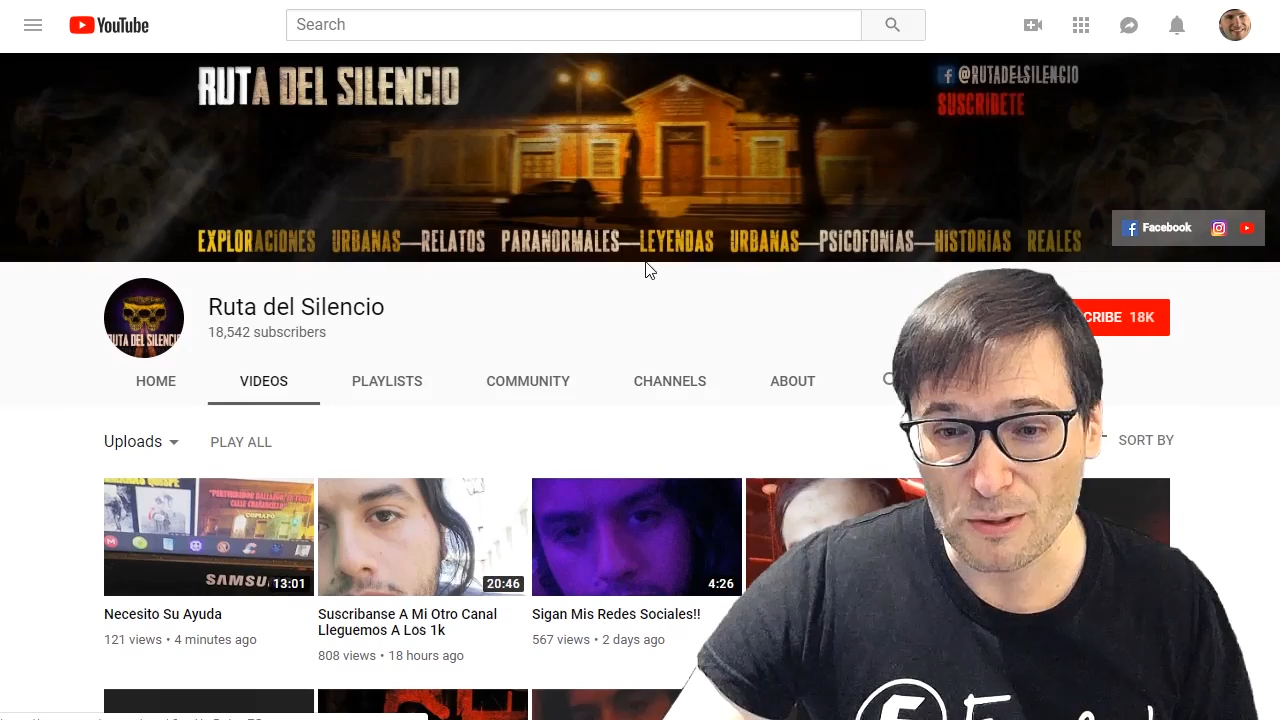 YouTube
Search
RUTA DEL SILENCIO
@RUTADELSILENCIO
SUSCRIBETE
EXPLORACIONES URBANAS—RELATOS PARANORMALES—LEYENDAS URBANAS—PSICOFONIAS—HISTORIAS REALES
Facebook
RUTA DEL SILENCIO
Ruta del Silencio
18,542 subscribers
CRIBE 18K
HOME
VIDEOS
PLAYLISTS
COMMUNITY
CHANNELS
ABOUT
Uploads
PLAY ALL
SORT BY
COPIAPO
SAMSU
13:01
20:46
4:26
Necesito Su Ayuda
121 views • 4 minutes ago
Suscribanse A Mi Otro Canal
Lleguemos A Los 1k
808 views • 18 hours ago
Sigan Mis Redes Sociales!!
567 views • 2 days ago